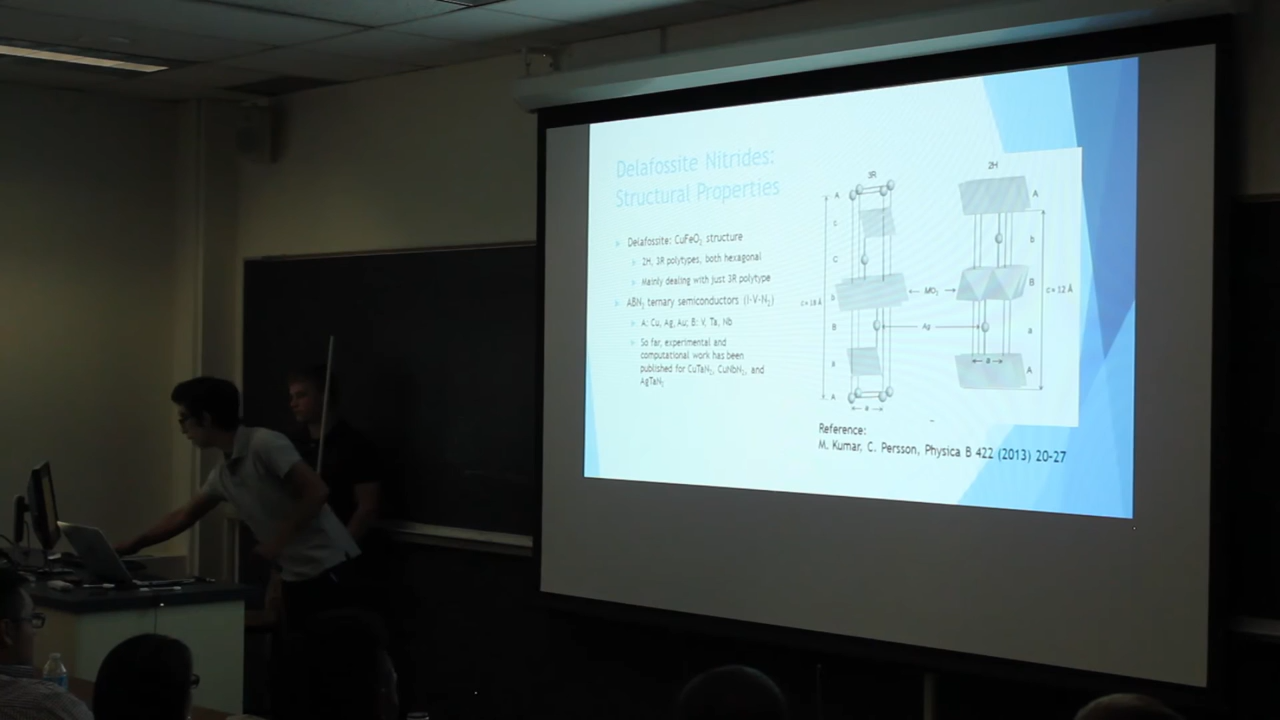 Delafossite Nitrides:
Structural Properties
Delafossite: CuFeO₂ structure
2H, 3R polytypes, both hexagonal
Mainly dealing with just 3R polytype
ABN₂ ternary semiconductors (I-V-N₂)
A: Cu, Ag, Au; B: V, Ta, Nb
So far, experimental and
computational work has been
published for CuTaN₂, CuNbN₂, and
AgTaN₂
3R
2H
A
A
c
b
C
b
MO₂
B
c= 18 Å
c= 12 Å
B
Ag
a
a
a
A
A
a
Reference:
M. Kumar, C. Persson, Physica B 422 (2013) 20-27